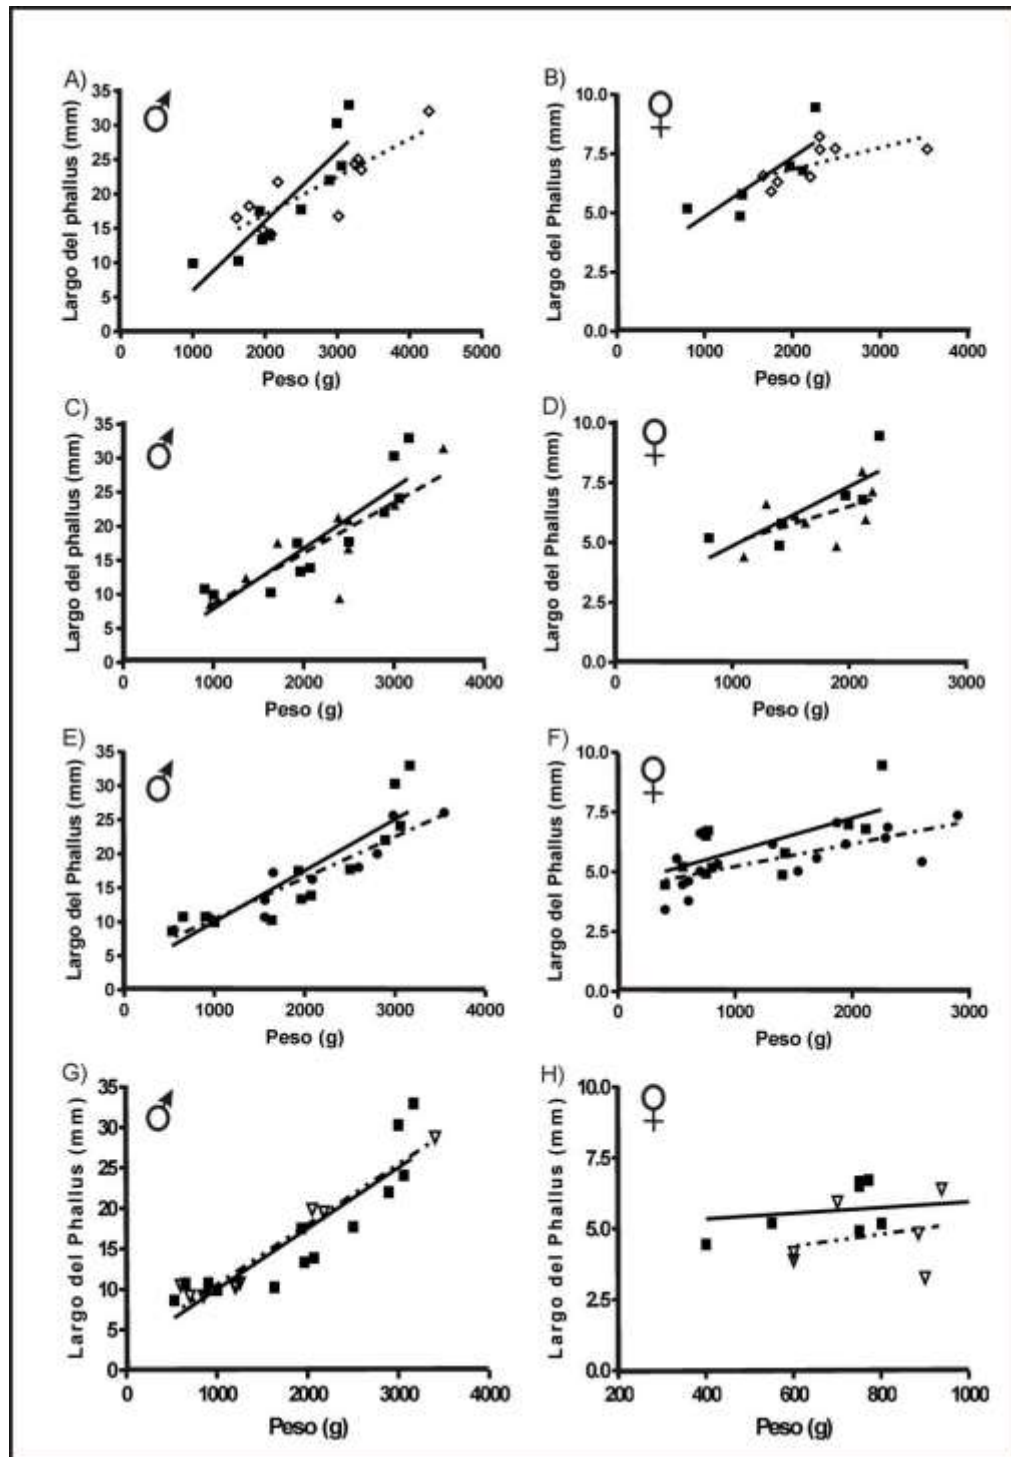 A)
♂
Largo del phallus (mm)
35
30
25
20
15
10
5
0
0 1000 2000 3000 4000 5000
Peso (g)
B)
♀
Largo del Phallus (mm)
10.0
7.5
5.0
2.5
0.0
0 1000 2000 3000 4000
Peso (g)
C)
♂
Largo del phallus (mm)
35
30
25
20
15
10
5
0
0 1000 2000 3000 4000
Peso (g)
D)
♀
Largo del Phallus (mm)
10.0
7.5
5.0
2.5
0.0
0 1000 2000 3000
Peso (g)
E)
♂
Largo del Phallus (mm)
35
30
25
20
15
10
5
0
0 1000 2000 3000 4000
Peso (g)
F)
♀
Largo del Phallus (mm)
10.0
7.5
5.0
2.5
0.0
0 1000 2000 3000
Peso (g)
G)
♂
Largo del Phallus (mm)
35
30
25
20
15
10
5
0
0 1000 2000 3000 4000
Peso (g)
H)
♀
Largo del Phallus (mm)
10.0
7.5
5.0
2.5
0.0
200 400 600 800 1000
Peso (g)